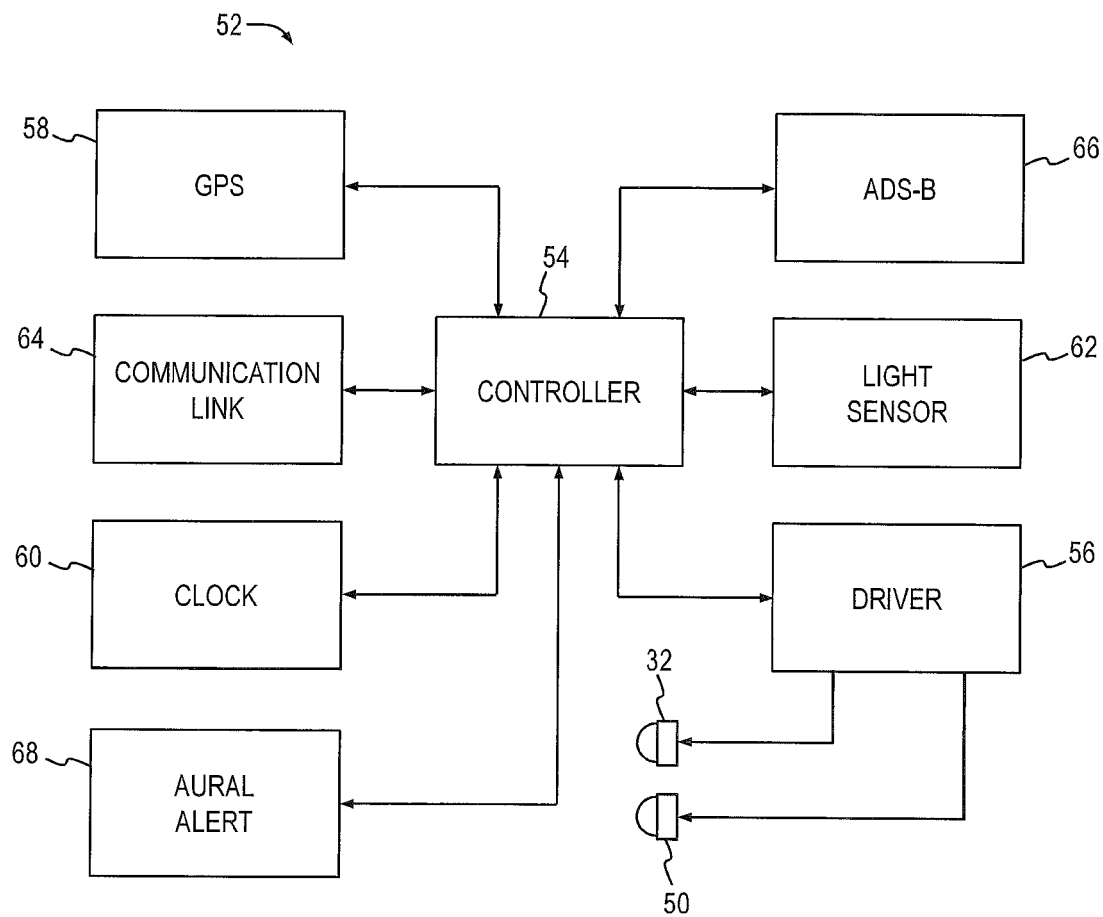 52
58
GPS
66
ADS-B
54
CONTROLLER
64
COMMUNICATION
LINK
62
LIGHT
SENSOR
60
CLOCK
56
DRIVER
32
68
AURAL
ALERT
50